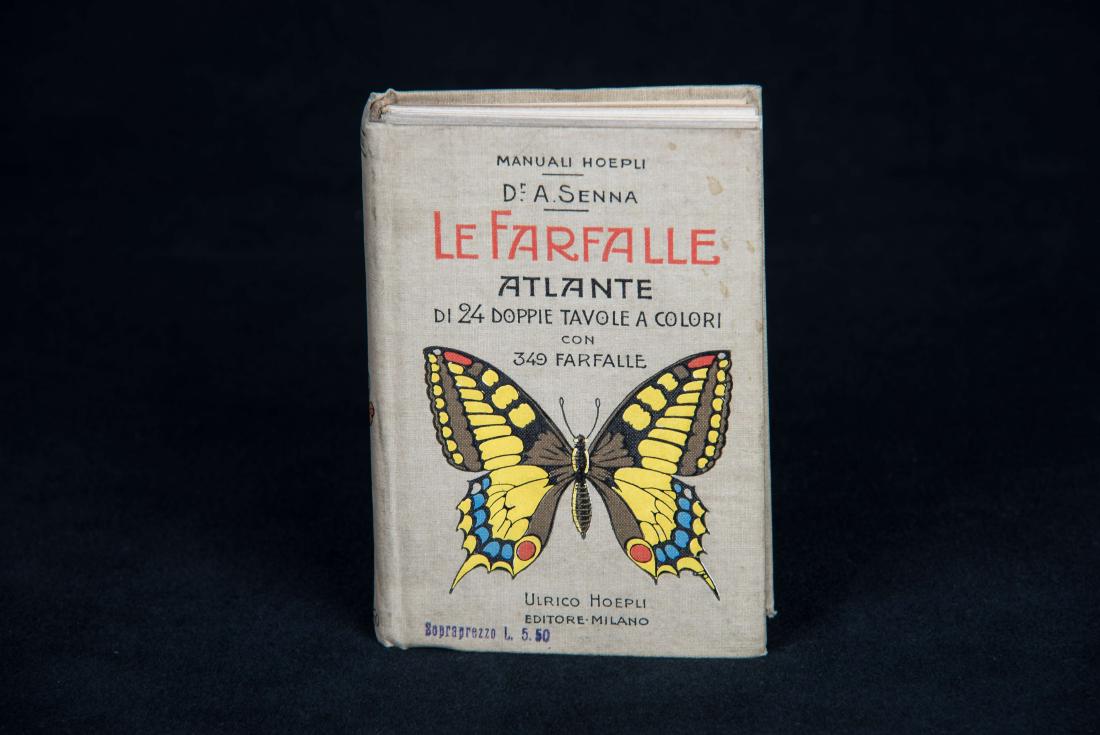 MANUALI HOEPLI
Dr. A. SENNA
LE FARFALLE
ATLANTE
DI 24 DOPPIE TAVOLE A COLORI
CON
349 FARFALLE
ULRICO HOEPLI
EDITORE-MILANO
Sopraprezzo L. 5.50